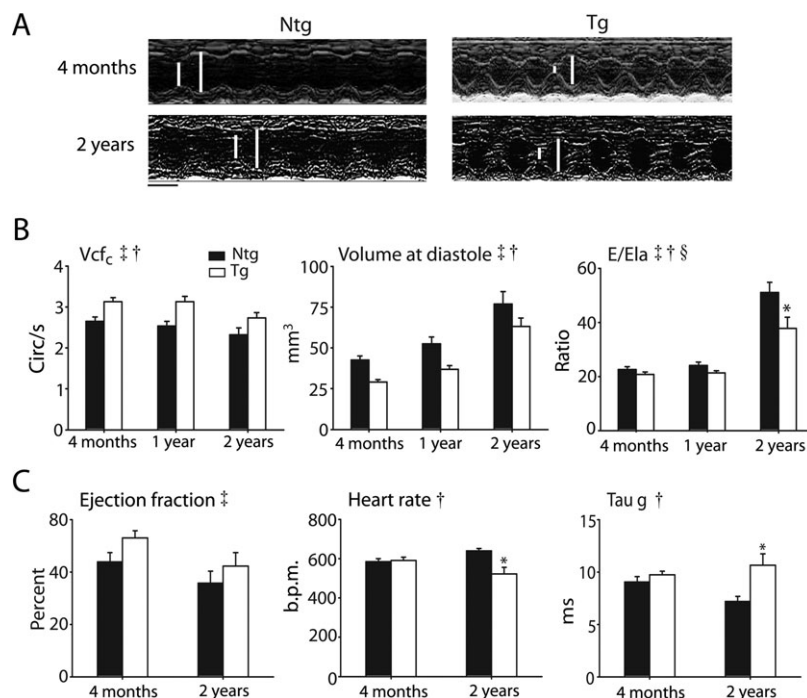 A
Ntg
Tg
4 months
2 years
B
Vcfc ‡ †
Ntg
Tg
Circ/s
4
3
2
1
0
4 months
1 year
2 years
Volume at diastole ‡ †
mm³
100
75
50
25
0
4 months
1 year
2 years
E/Ela ‡ † §
Ratio
60
40
20
0
*
4 months
1 year
2 years
C
Ejection fraction ‡
Percent
80
40
60
0
4 months
2 years
Heart rate †
b.p.m.
800
600
400
200
0
*
4 months
2 years
Tau g †
ms
15
10
5
0
*
4 months
2 years